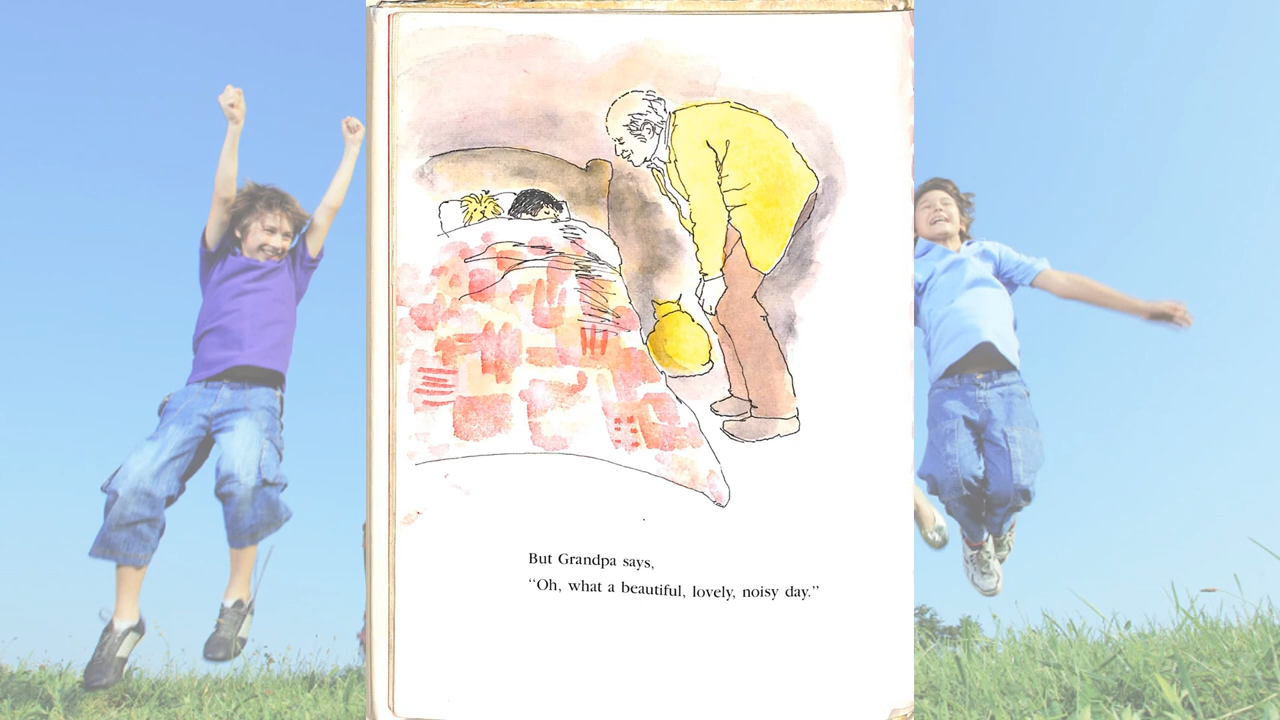 But Grandpa says,
“Oh, what a beautiful, lovely, noisy day.”